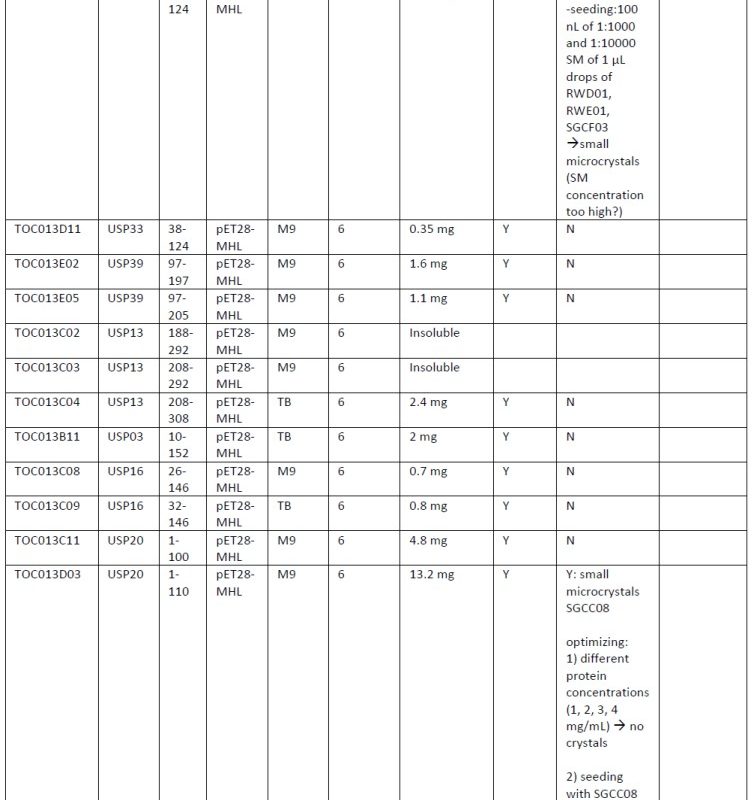 124 MHL -seeding:100
nL of 1:1000
and 1:10000
SM of 1 µL
drops of
RWD01,
RWE01,
SGCF03
→small
microcrystals
(SM
concentration
too high?)
TOC013D11 USP33 38- pET28- M9 6 0.35 mg Y N
124 MHL
TOC013E02 USP39 97- pET28- M9 6 1.6 mg Y N
197 MHL
TOC013E05 USP39 97- pET28- M9 6 1.1 mg Y N
205 MHL
TOC013C02 USP13 188- pET28- M9 6 Insoluble
292 MHL
TOC013C03 USP13 208- pET28- M9 6 Insoluble
292 MHL
TOC013C04 USP13 208- pET28- TB 6 2.4 mg Y N
308 MHL
TOC013B11 USP03 10- pET28- TB 6 2 mg Y N
152 MHL
TOC013C08 USP16 26- pET28- M9 6 0.7 mg Y N
146 MHL
TOC013C09 USP16 32- pET28- TB 6 0.8 mg Y N
146 MHL
TOC013C11 USP20 1- pET28- M9 6 4.8 mg Y N
100 MHL
TOC013D03 USP20 1- pET28- M9 6 13.2 mg Y Y: small
110 MHL microcrystals
SGCC08
optimizing:
1) different
protein
concentrations
(1, 2, 3, 4
mg/mL) → no
crystals
2) seeding
with SGCC08